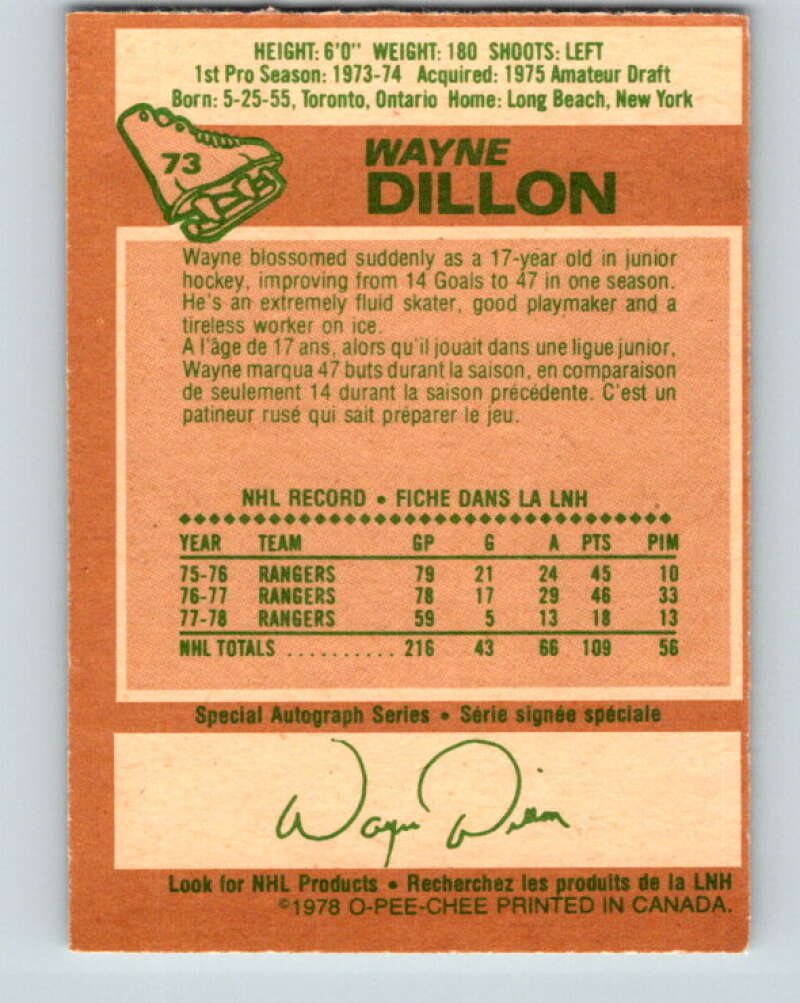 HEIGHT: 6'0" WEIGHT: 180 SHOOTS: LEFT
1st Pro Season: 1973-74 Acquired: 1975 Amateur Draft
Born: 5-25-55, Toronto, Ontario Home: Long Beach, New York
73
WAYNE
DILLON
Wayne blossomed suddenly as a 17-year old in junior
hockey, improving from 14 Goals to 47 in one season.
He's an extremely fluid skater, good playmaker and a
tireless worker on ice.
A l'âge de 17 ans, alors qu'il jouait dans une ligue junior,
Wayne marqua 47 buts durant la saison, en comparaison
de seulement 14 durant la saison précédente. C'est un
patineur rusé qui sait préparer le jeu.
NHL RECORD • FICHE DANS LA LNH
YEAR TEAM GP G A PTS PIM
75-76 RANGERS 79 21 24 45 10
76-77 RANGERS 78 17 29 46 33
77-78 RANGERS 59 5 13 18 13
NHL TOTALS .......... 216 43 66 109 56
Special Autograph Series • Série signée spéciale
Wayne Dillon
Look for NHL Products • Recherchez les produits de la LNH
©1978 O-PEE-CHEE PRINTED IN CANADA.